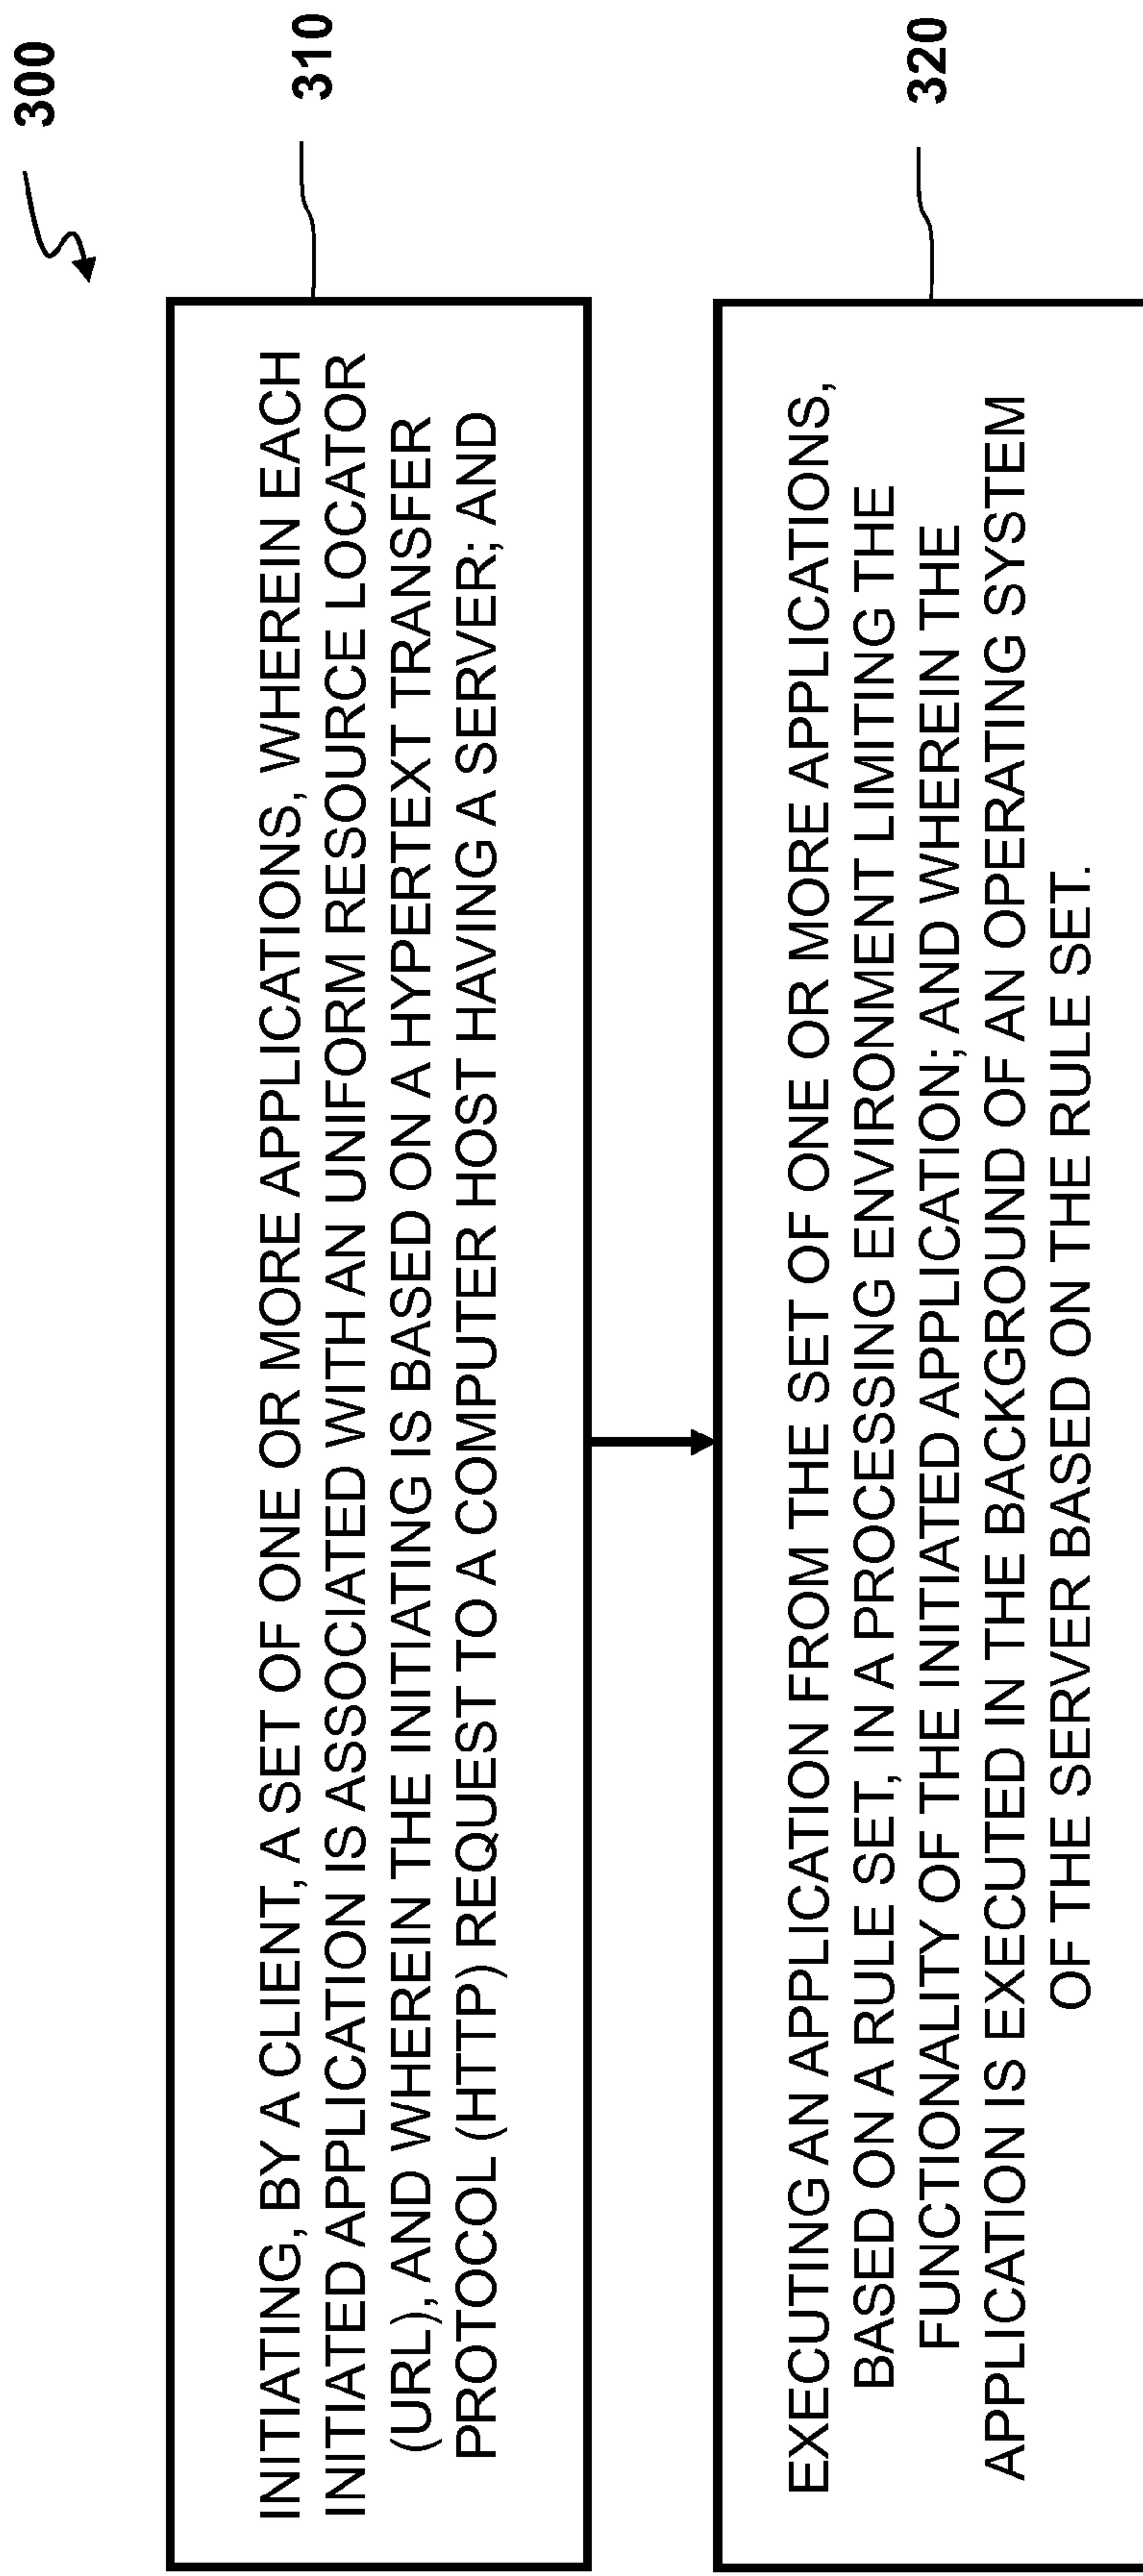 300
310
INITIATING, BY A CLIENT, A SET OF ONE OR MORE APPLICATIONS, WHEREIN EACH
INITIATED APPLICATION IS ASSOCIATED WITH AN UNIFORM RESOURCE LOCATOR
(URL), AND WHEREIN THE INITIATING IS BASED ON A HYPERTEXT TRANSFER
PROTOCOL (HTTP) REQUEST TO A COMPUTER HOST HAVING A SERVER; AND
320
EXECUTING AN APPLICATION FROM THE SET OF ONE OR MORE APPLICATIONS,
BASED ON A RULE SET, IN A PROCESSING ENVIRONMENT LIMITING THE
FUNCTIONALITY OF THE INITIATED APPLICATION; AND WHEREIN THE
APPLICATION IS EXECUTED IN THE BACKGROUND OF AN OPERATING SYSTEM
OF THE SERVER BASED ON THE RULE SET.